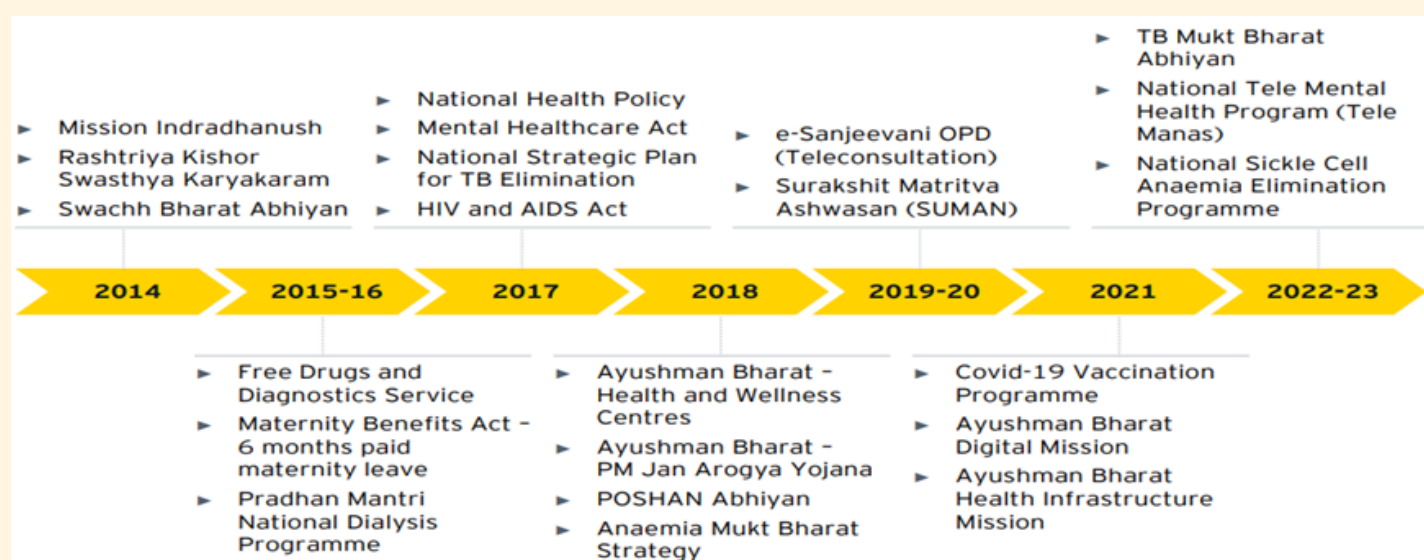 ► Mission Indradhanush
► Rashtriya Kishor
Swasthya Karyakaram
► Swachh Bharat Abhiyan
► National Health Policy
► Mental Healthcare Act
► National Strategic Plan
for TB Elimination
► HIV and AIDS Act
► e-Sanjeevani OPD
(Teleconsultation)
► Surakshit Matritva
Ashwasan (SUMAN)
► TB Mukt Bharat
Abhiyan
► National Tele Mental
Health Program (Tele
Manas)
► National Sickle Cell
Anaemia Elimination
Programme
2014
2015-16
2017
2018
2019-20
2021
2022-23
► Free Drugs and
Diagnostics Service
► Maternity Benefits Act –
6 months paid
maternity leave
► Pradhan Mantri
National Dialysis
Programme
► Ayushman Bharat –
Health and Wellness
Centres
► Ayushman Bharat –
PM Jan Arogya Yojana
► POSHAN Abhiyan
► Anaemia Mukt Bharat
Strategy
► Covid-19 Vaccination
Programme
► Ayushman Bharat
Digital Mission
► Ayushman Bharat
Health Infrastructure
Mission